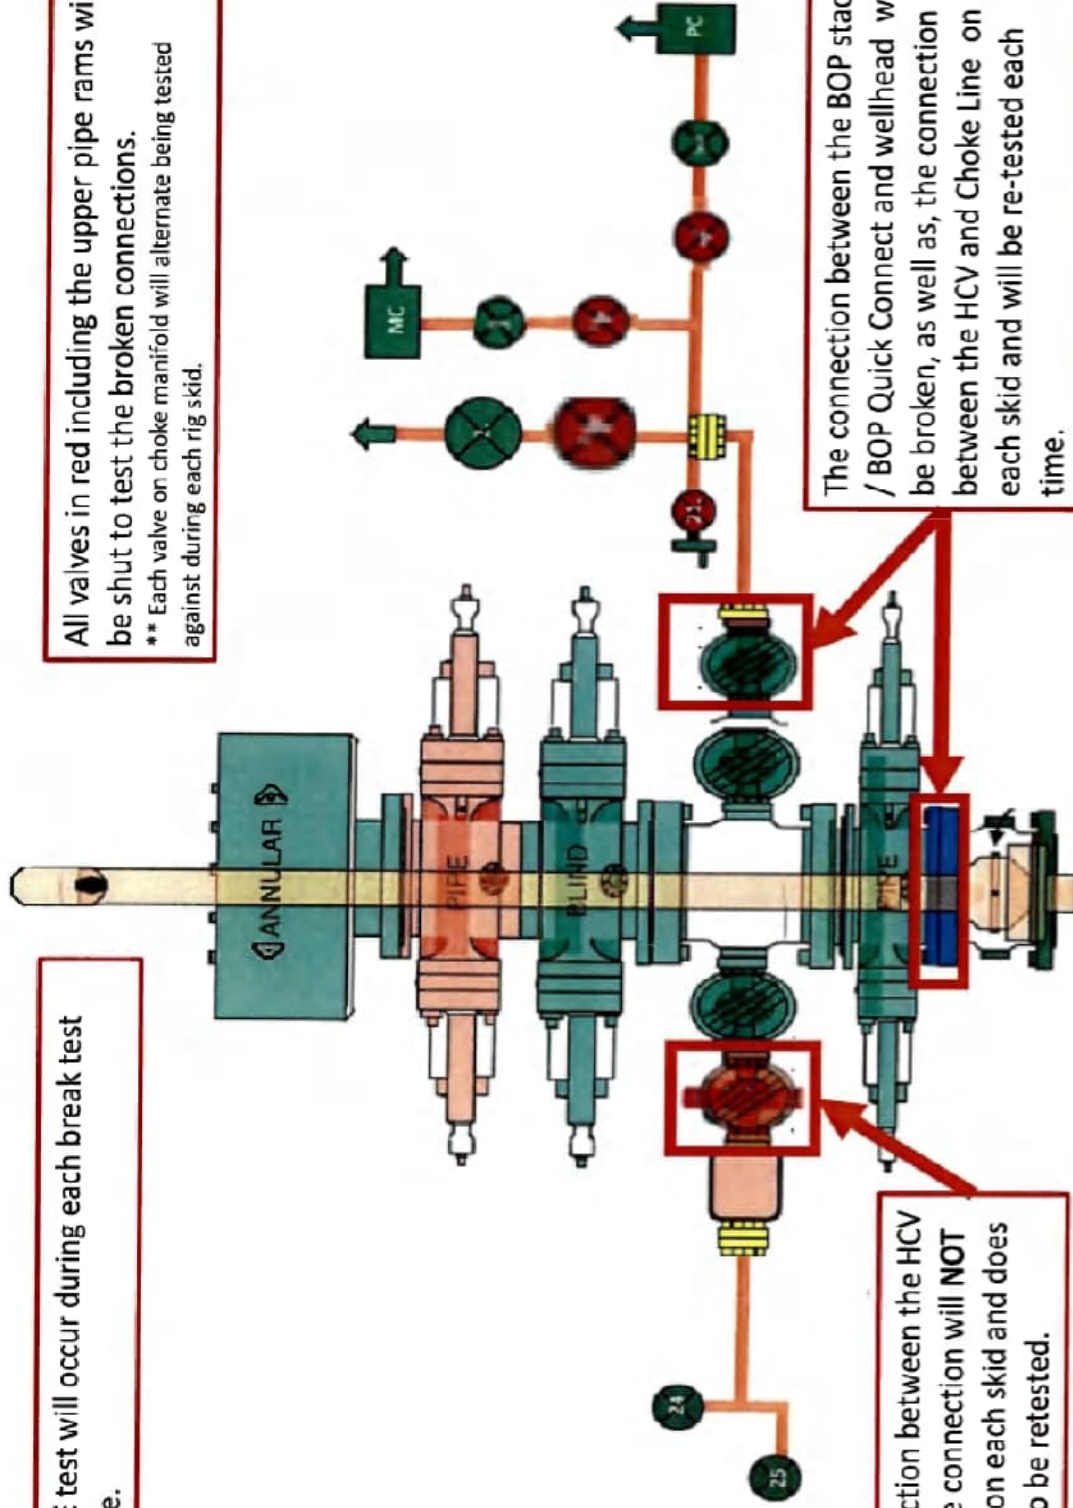 test will occur during each break test
e.
All valves in red including the upper pipe rams wi
be shut to test the broken connections.
** Each valve on choke manifold will alternate being tested
against during each rig skid.
ANNULAR
PIPE
BLIND
PIPE
MC
PC
24
25
The connection between the BOP stac
/ BOP Quick Connect and wellhead w
be broken, as well as, the connection
between the HCV and Choke Line on
each skid and will be re-tested each
time.
ction between the HCV
e connection will NOT
on each skid and does
o be retested.